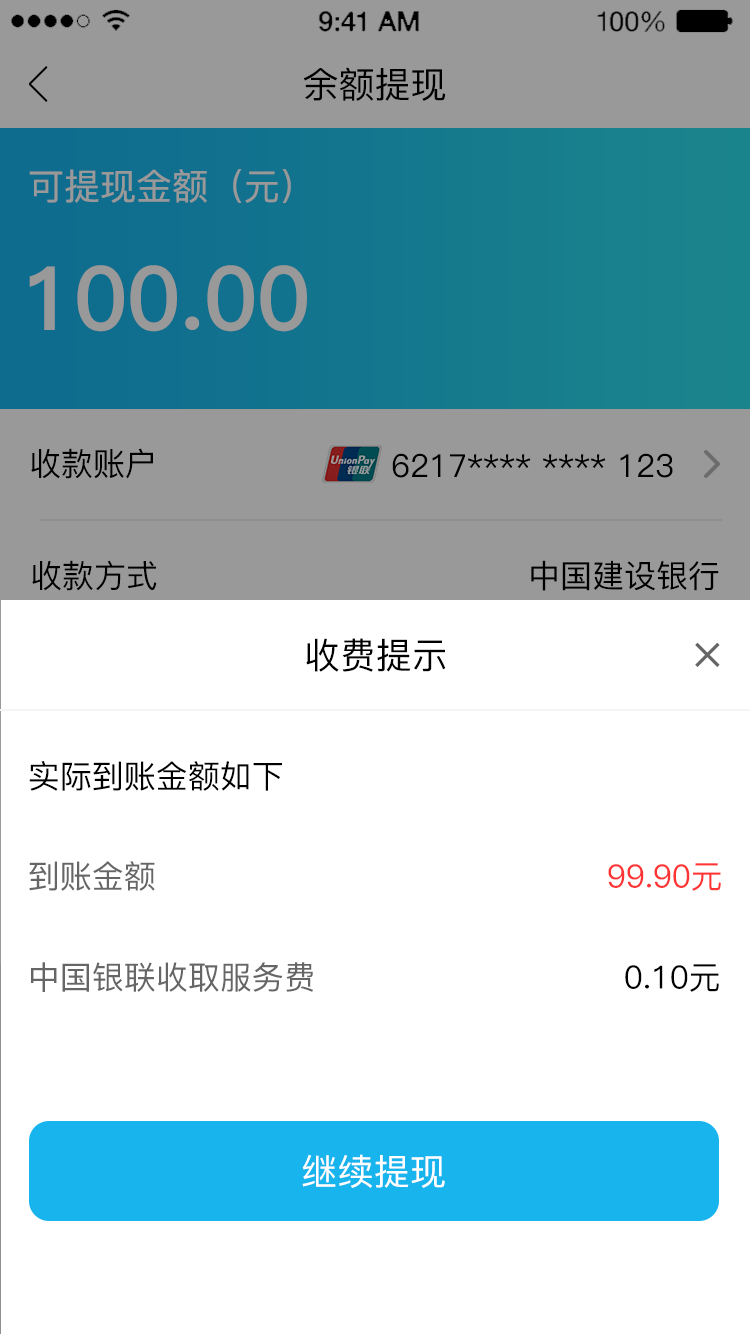 9:41 AM 100%
余额提现
可提现金额（元）
100.00
收款账户 UnionPay 银联 6217**** **** 123
收款方式 中国建设银行
收费提示
实际到账金额如下
到账金额 99.90元
中国银联收取服务费 0.10元
继续提现